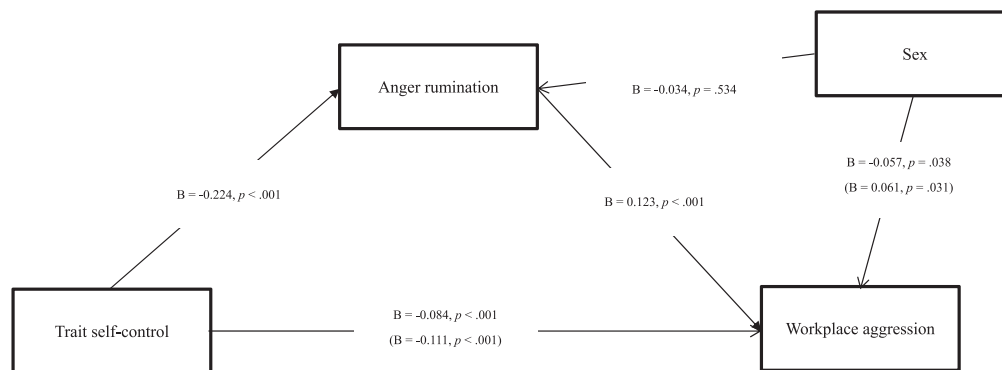 Sex
Anger rumination
B = -0.034, p = .534
B = -0.057, p = .038
(B = 0.061, p = .031)
B = -0.224, p < .001
B = 0.123, p < .001
B = -0.084, p < .001
(B = -0.111, p < .001)
Trait self-control
Workplace aggression